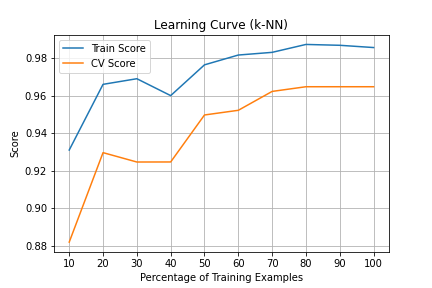 Learning Curve (k-NN)
Train Score
CV Score
0.98
0.96
0.94
0.92
0.90
0.88
Score
10 20 30 40 50 60 70 80 90 100
Percentage of Training Examples